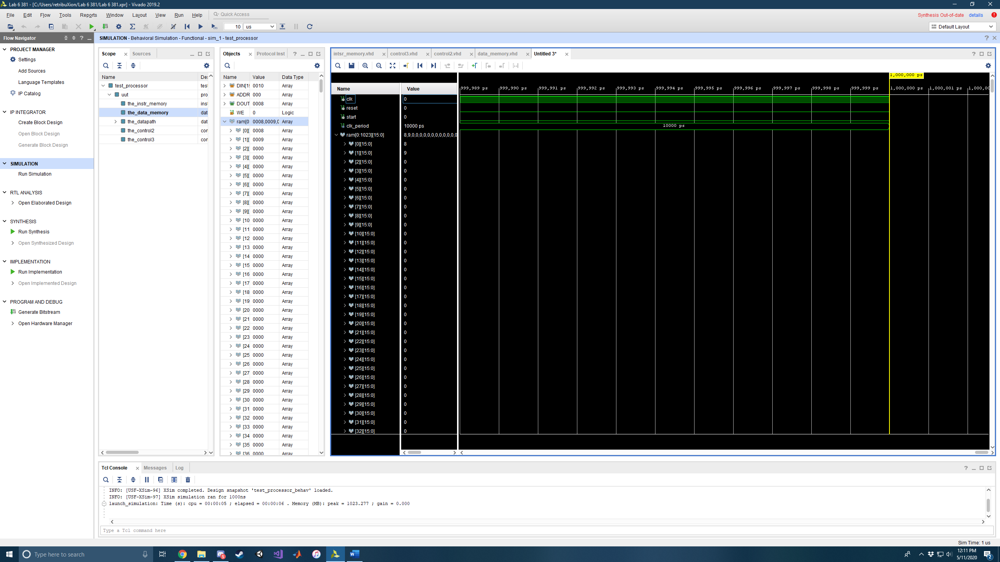 Lab 6 381 - [C:/Users/retribuXion/Lab 6 381/Lab 6 381.xpr] - Vivado 2019.2
File Edit Flow Tools Reports Window Layout View Run Help Quick Access
Synthesis Out-of-date details
10 us
Default Layout
Flow Navigator
SIMULATION - Behavioral Simulation - Functional - sim_1 - test_processor
PROJECT MANAGER
Settings
Add Sources
Language Templates
IP Catalog
IP INTEGRATOR
Create Block Design
Open Block Design
Generate Block Design
SIMULATION
Run Simulation
RTL ANALYSIS
Open Elaborated Design
SYNTHESIS
Run Synthesis
Open Synthesized Design
IMPLEMENTATION
Run Implementation
Open Implemented Design
PROGRAM AND DEBUG
Generate Bitstream
Open Hardware Manager
Scope Sources
Name De
test_processor tes
uut pro
the_instr_memory ins
the_data_memory dat
the_datapath dat
the_control2 cor
the_control3 cor
Objects Protocol Inst
Name Value Data Type
DIN[1 0010 Array
ADDR 000 Array
DOUT 0008 Array
WE 0 Logic
ram[0: 0008,0009,0 Array
[0][ 0008 Array
[1][ 0009 Array
[2][ 0000 Array
[3][ 0000 Array
[4][ 0000 Array
[5][ 0000 Array
[6][ 0000 Array
[7][ 0000 Array
[8][ 0000 Array
[9][ 0000 Array
[10 0000 Array
[11 0000 Array
[12 0000 Array
[13 0000 Array
[14 0000 Array
[15 0000 Array
[16 0000 Array
[17 0000 Array
[18 0000 Array
[19 0000 Array
[20 0000 Array
[21 0000 Array
[22 0000 Array
[23 0000 Array
[24 0000 Array
[25 0000 Array
[26 0000 Array
[27 0000 Array
[28 0000 Array
[29 0000 Array
[30 0000 Array
[31 0000 Array
[32 0000 Array
[33 0000 Array
[34 0000 Array
[35 0000 Array
[36 0000 Array
intsr_memory.vhd control3.vhd control2.vhd data_memory.vhd Untitled 3*
1,000,000 ps
Name Value
999,989 ps 999,990 ps 999,991 ps 999,992 ps 999,993 ps 999,994 ps 999,995 ps 999,996 ps 999,997 ps 999,998 ps 999,999 ps 1,000,000 ps 1,000,001 ps 1,000,00
clk 0
reset 0
start 0
clk_period 10000 ps 10000 ps
ram[0:1023][15:0] 8,9,0,0,0,0,0,0,0,0,0,0,0,0
[0][15:0] 8
[1][15:0] 9
[2][15:0] 0
[3][15:0] 0
[4][15:0] 0
[5][15:0] 0
[6][15:0] 0
[7][15:0] 0
[8][15:0] 0
[9][15:0] 0
[10][15:0] 0
[11][15:0] 0
[12][15:0] 0
[13][15:0] 0
[14][15:0] 0
[15][15:0] 0
[16][15:0] 0
[17][15:0] 0
[18][15:0] 0
[19][15:0] 0
[20][15:0] 0
[21][15:0] 0
[22][15:0] 0
[23][15:0] 0
[24][15:0] 0
[25][15:0] 0
[26][15:0] 0
[27][15:0] 0
[28][15:0] 0
[29][15:0] 0
[30][15:0] 0
[31][15:0] 0
[32][15:0] 0
Tcl Console Messages Log
INFO: [USF-XSim-96] XSim completed. Design snapshot 'test_processor_behav' loaded.
INFO: [USF-XSim-97] XSim simulation ran for 1000ns
launch_simulation: Time (s): cpu = 00:00:05 ; elapsed = 00:00:06 . Memory (MB): peak = 1023.277 ; gain = 0.000
Type a Tcl command here
Sim Time: 1 us
Type here to search
5
12:11 PM
5/11/2020
2